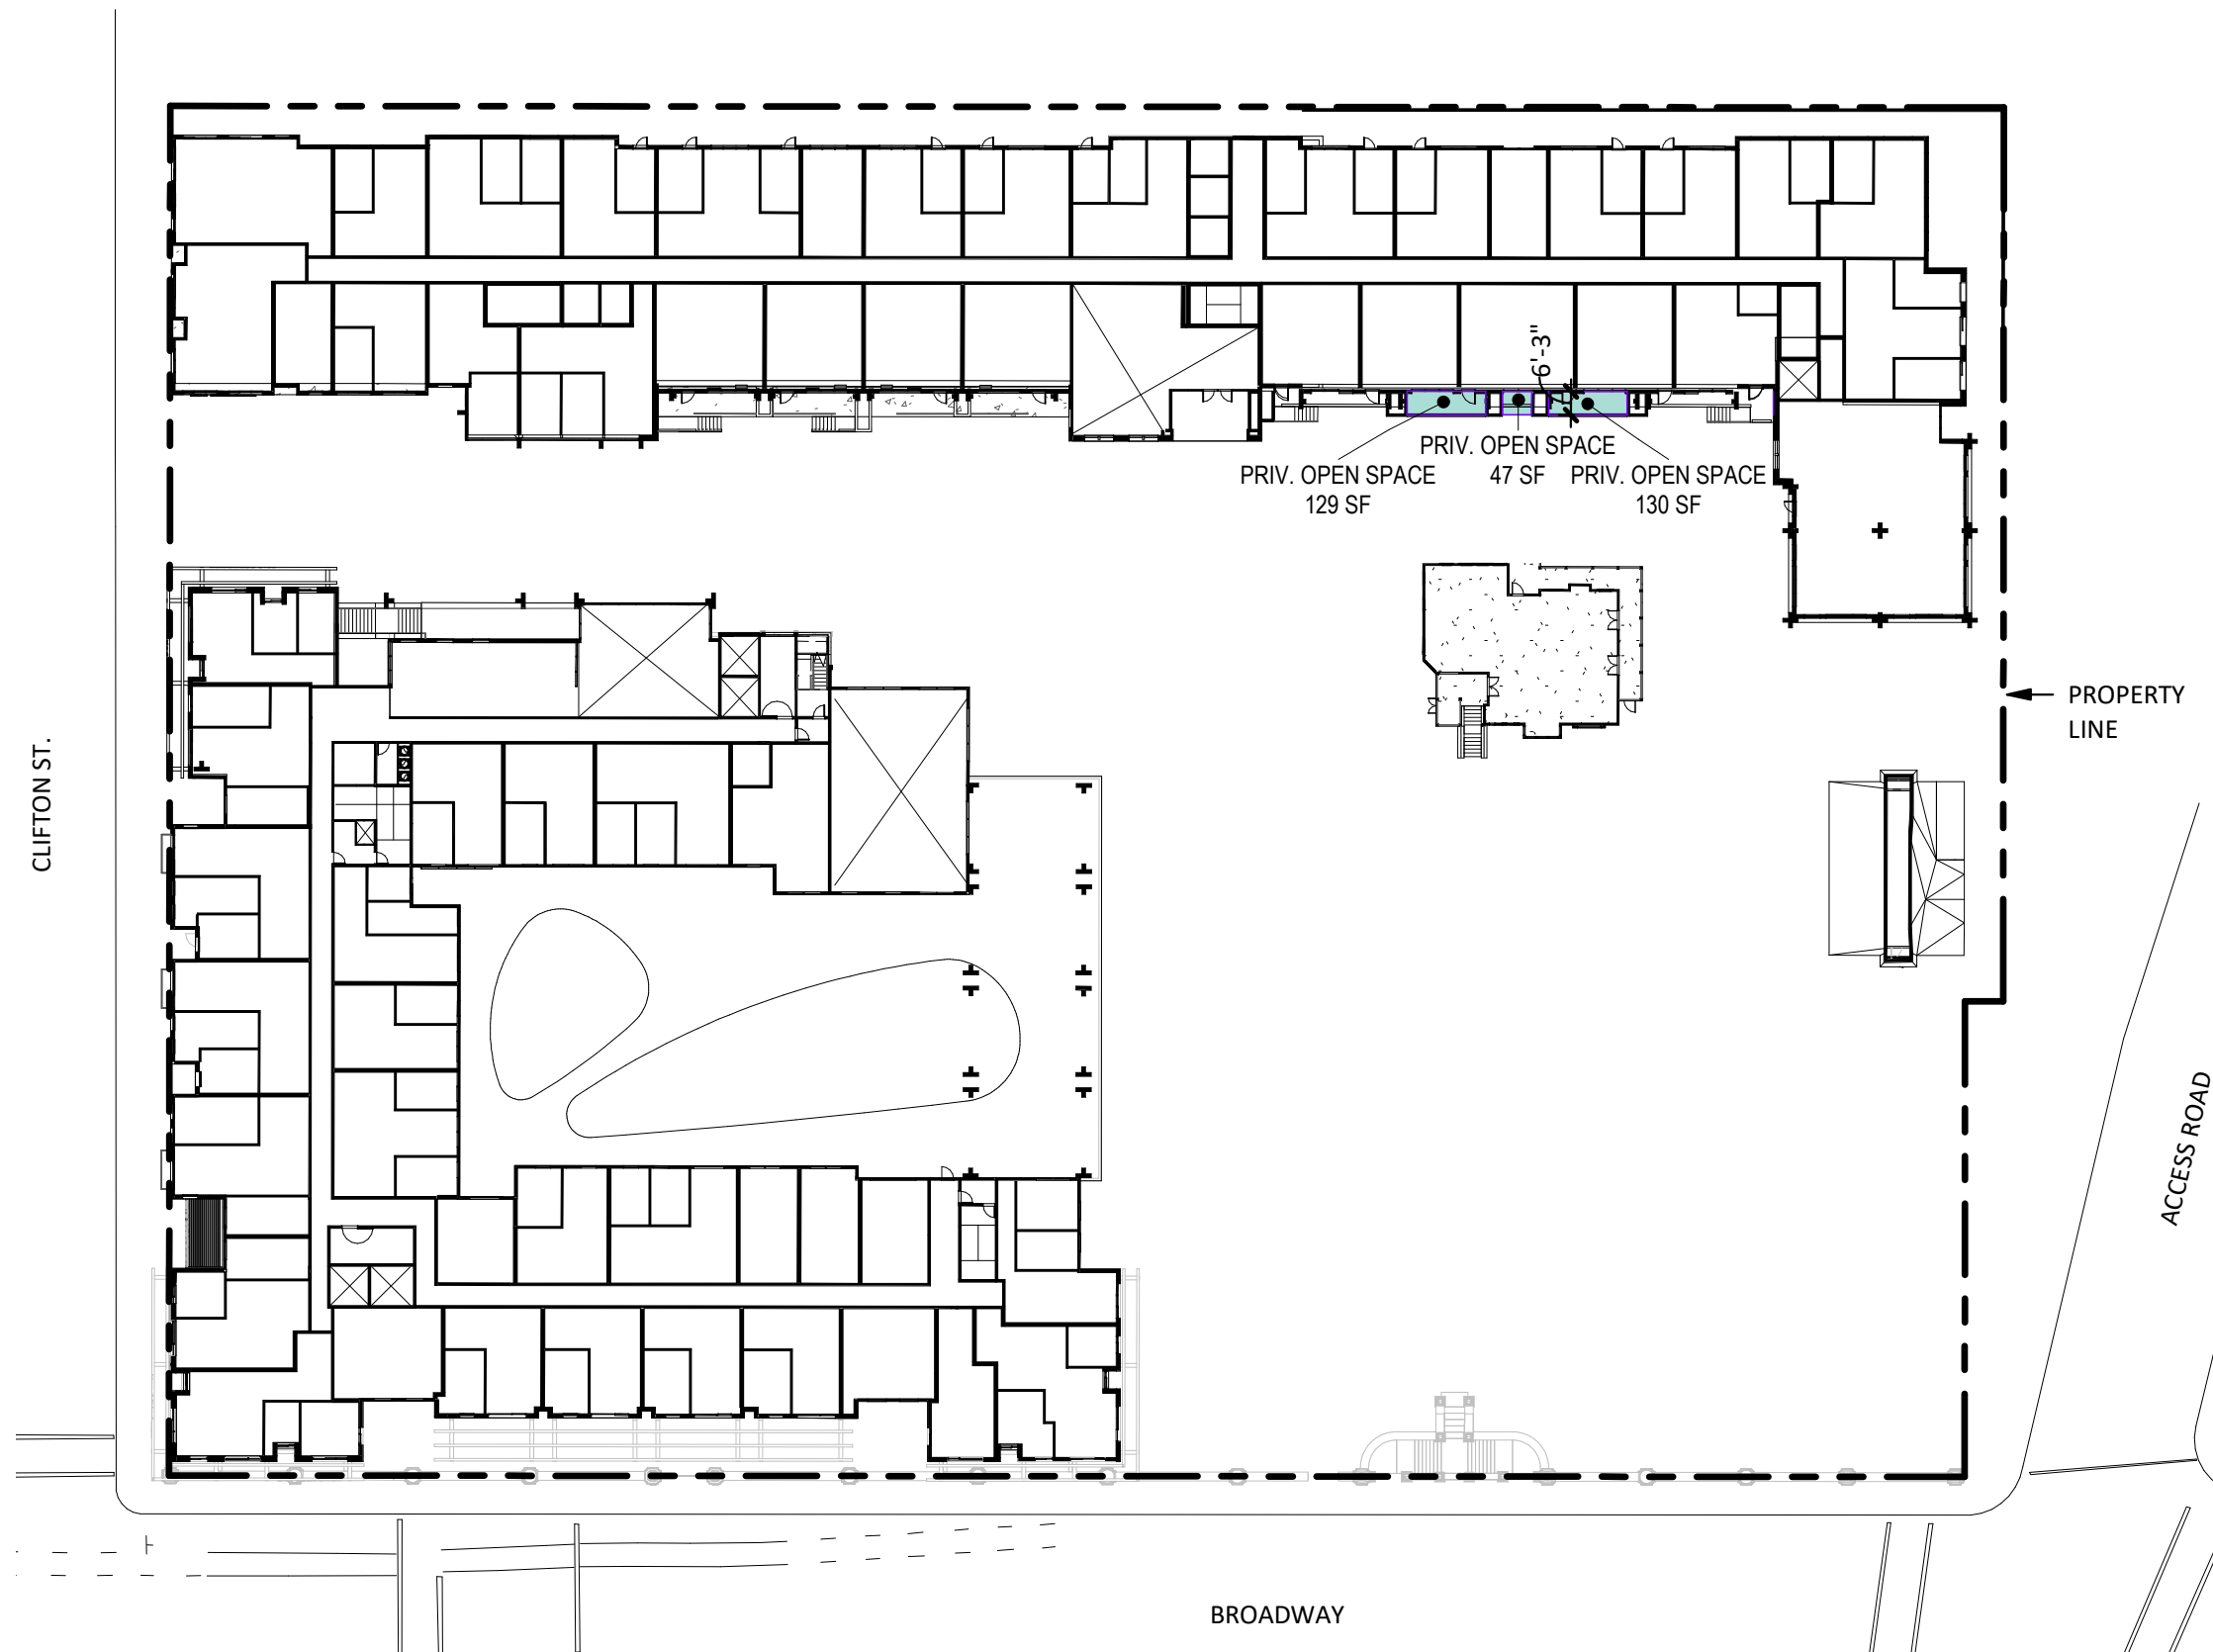 6'-3"
PRIV. OPEN SPACE
47 SF
PRIV. OPEN SPACE
129 SF
PRIV. OPEN SPACE
130 SF
PROPERTY
LINE
CLIFTON ST.
ACCESS ROAD
BROADWAY